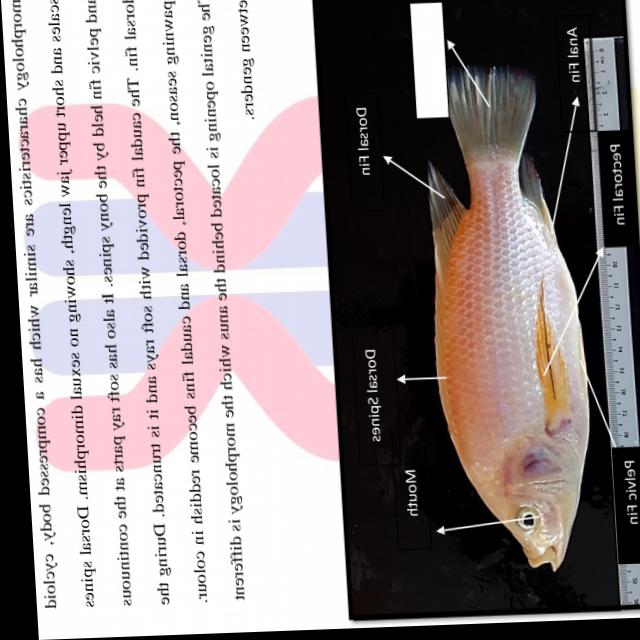 morphology characteristics are similar which has a compressed body, cycloid
scales and short upper jaw length, showing no sexual dimorphism. Dorsal spines
and pelvic fin held by the bony spines. It also has soft ray parts at the continuous
dorsal fin. The caudal fin provided with soft rays and it is truncated. During the
spawning season, the pectoral, dorsal and caudal fins become reddish in colour.
The genital opening is located behind the anus which the morphology is different
between genders.
Dorsal Fin
Dorsal Spines
Mouth
Anal Fin
Pectoral Fin
Pelvic Fin